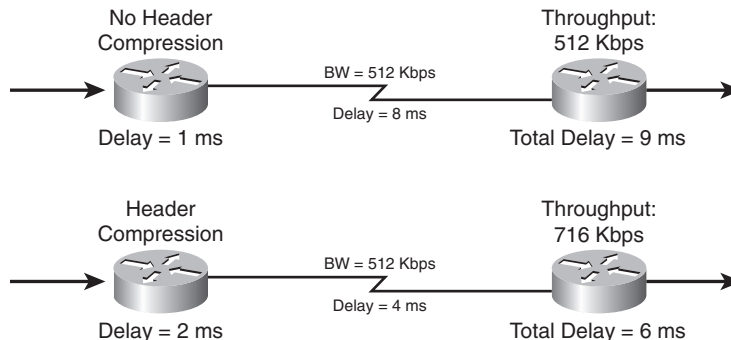 No Header
Compression
Throughput:
512 Kbps
BW = 512 Kbps
Delay = 8 ms
Delay = 1 ms
Total Delay = 9 ms
Header
Compression
Throughput:
716 Kbps
BW = 512 Kbps
Delay = 4 ms
Delay = 2 ms
Total Delay = 6 ms